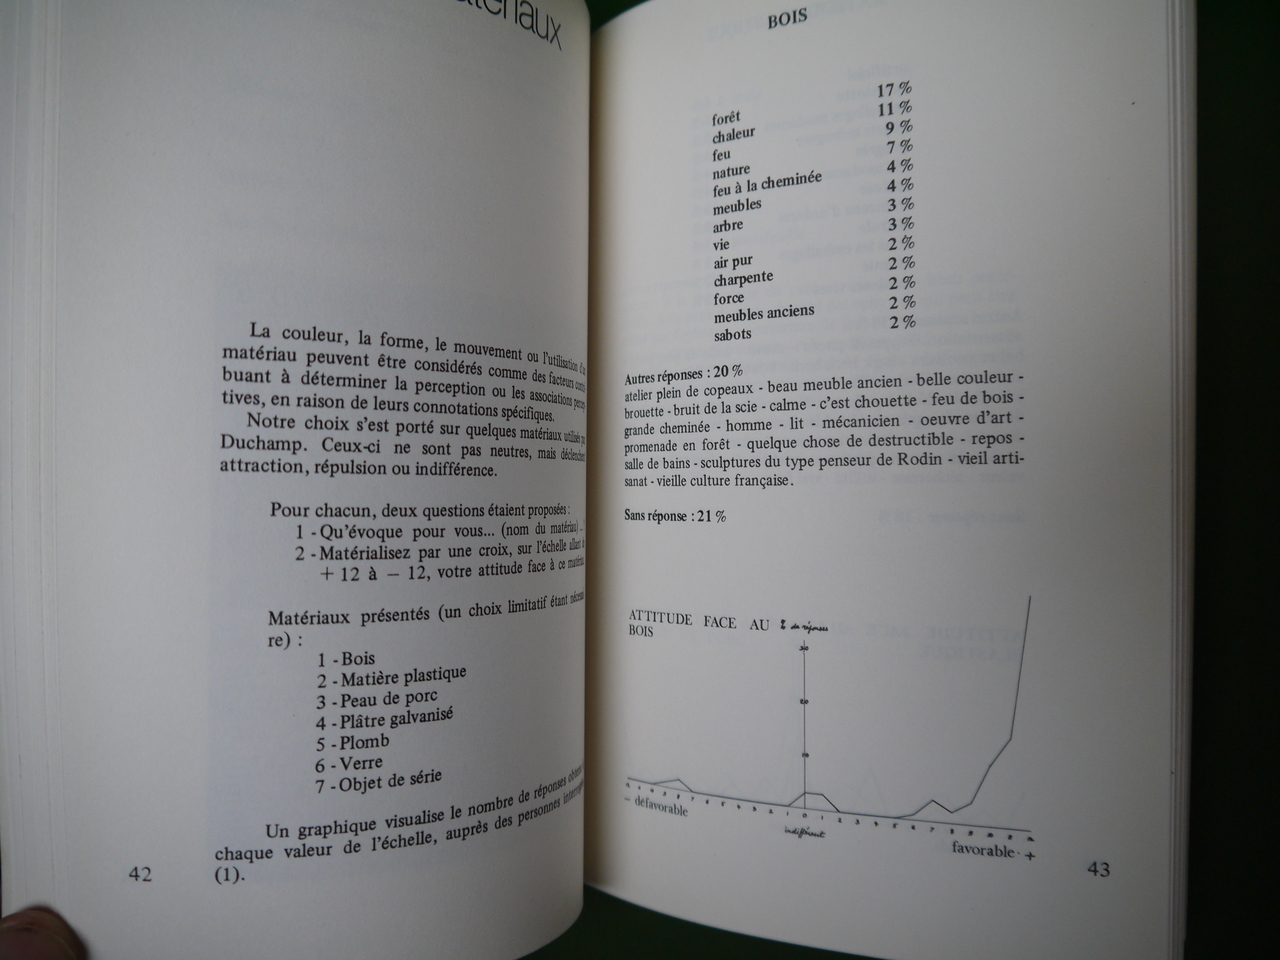 La couleur, la forme, le mouvement ou l'utilisation d'un
matériau peuvent être considérés comme des facteurs
buant à déterminer la perception ou les associations
tives, en raison de leurs connotations spécifiques.
Notre choix s'est porté sur quelques matériaux utilisés
Duchamp. Ceux-ci ne sont pas neutres, mais déclenchent
attraction, répulsion ou indifférence.
Pour chacun, deux questions étaient proposées :
1 - Qu'évoque pour vous... (nom du matériau) ...
2 - Matérialisez par une croix, sur l'échelle allant de
+ 12 à — 12, votre attitude face à ce
Matériaux présentés (un choix limitatif étant
re) :
1 - Bois
2 - Matière plastique
3 - Peau de porc
4 - Plâtre galvanisé
5 - Plomb
6 - Verre
7 - Objet de série
Un graphique visualise le nombre de réponses
chaque valeur de l'échelle, auprès des personnes
(1).
42
BOIS
forêt 17 %
chaleur 11 %
feu 9 %
nature 7 %
feu à la cheminée 4 %
meubles 4 %
arbre 3 %
vie 3 %
air pur 2 %
charpente 2 %
force 2 %
meubles anciens 2 %
sabots 2 %
Autres réponses : 20 %
atelier plein de copeaux - beau meuble ancien - belle couleur -
brouette - bruit de la scie - calme - c'est chouette - feu de bois -
grande cheminée - homme - lit - mécanicien - oeuvre d'art -
promenade en forêt - quelque chose de destructible - repos -
salle de bains - sculptures du type penseur de Rodin - vieil arti-
sanat - vieille culture française.
Sans réponse : 21 %
ATTITUDE FACE AU
BOIS
% de réponses
30
20
10
— défavorable
indifférent
favorable · +
43